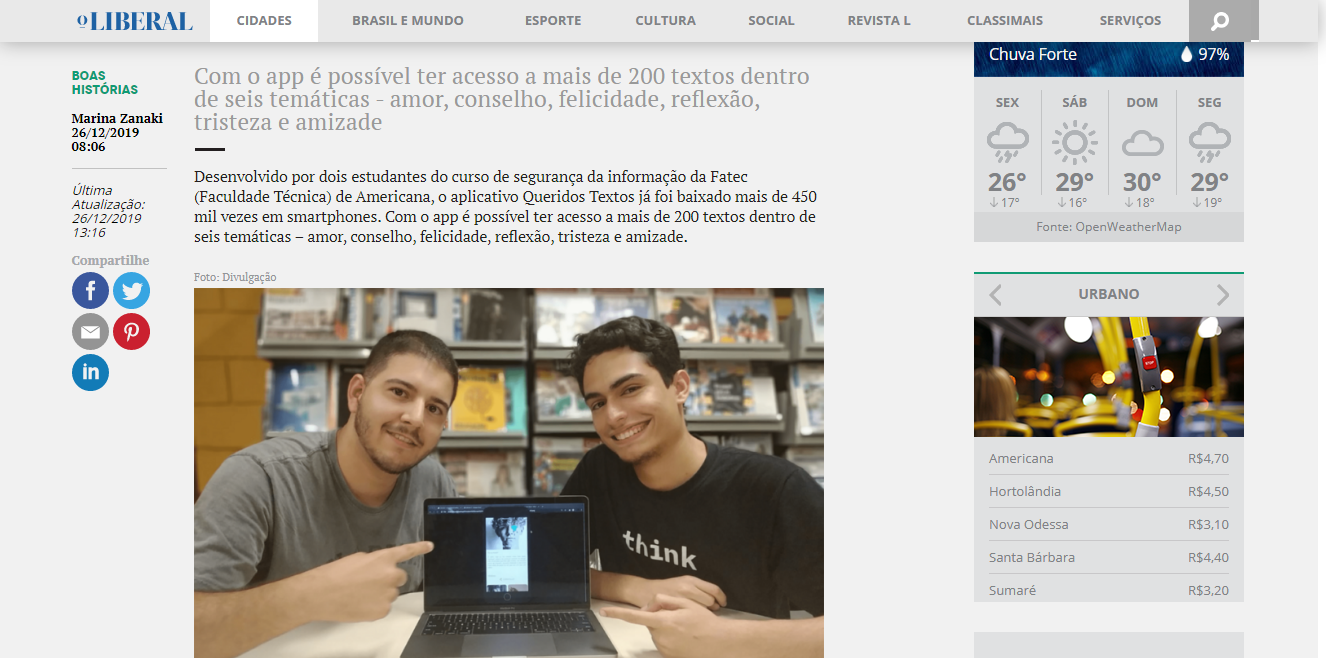 O LIBERAL
CIDADES
BRASIL E MUNDO
ESPORTE
CULTURA
SOCIAL
REVISTA L
CLASSIMAIS
SERVIÇOS
BOAS
HISTÓRIAS
Marina Zanaki
26/12/2019
08:06
Última
Atualização:
26/12/2019
13:16
Compartilhe
f
in
Com o app é possível ter acesso a mais de 200 textos dentro
de seis temáticas - amor, conselho, felicidade, reflexão,
tristeza e amizade
Desenvolvido por dois estudantes do curso de segurança da informação da Fatec
(Faculdade Técnica) de Americana, o aplicativo Queridos Textos já foi baixado mais de 450
mil vezes em smartphones. Com o app é possível ter acesso a mais de 200 textos dentro de
seis temáticas – amor, conselho, felicidade, reflexão, tristeza e amizade.
Foto: Divulgação
think
Chuva Forte 97%
SEX SÁB DOM SEG
26° 29° 30° 29°
↓17° ↓16° ↓18° ↓19°
Fonte: OpenWeatherMap
URBANO
STOP
Americana R$4,70
Hortolândia R$4,50
Nova Odessa R$3,10
Santa Bárbara R$4,40
Sumaré R$3,20